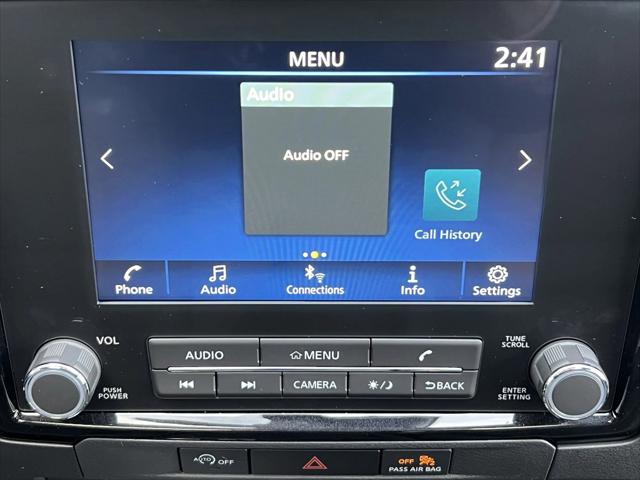 MENU 2:41
Audio
Audio OFF
Call History
Phone Audio Connections Info Settings
VOL
TUNE
SCROLL
AUDIO MENU
PUSH
POWER
CAMERA BACK
ENTER
SETTING
AUTO OFF
OFF
PASS AIR BAG